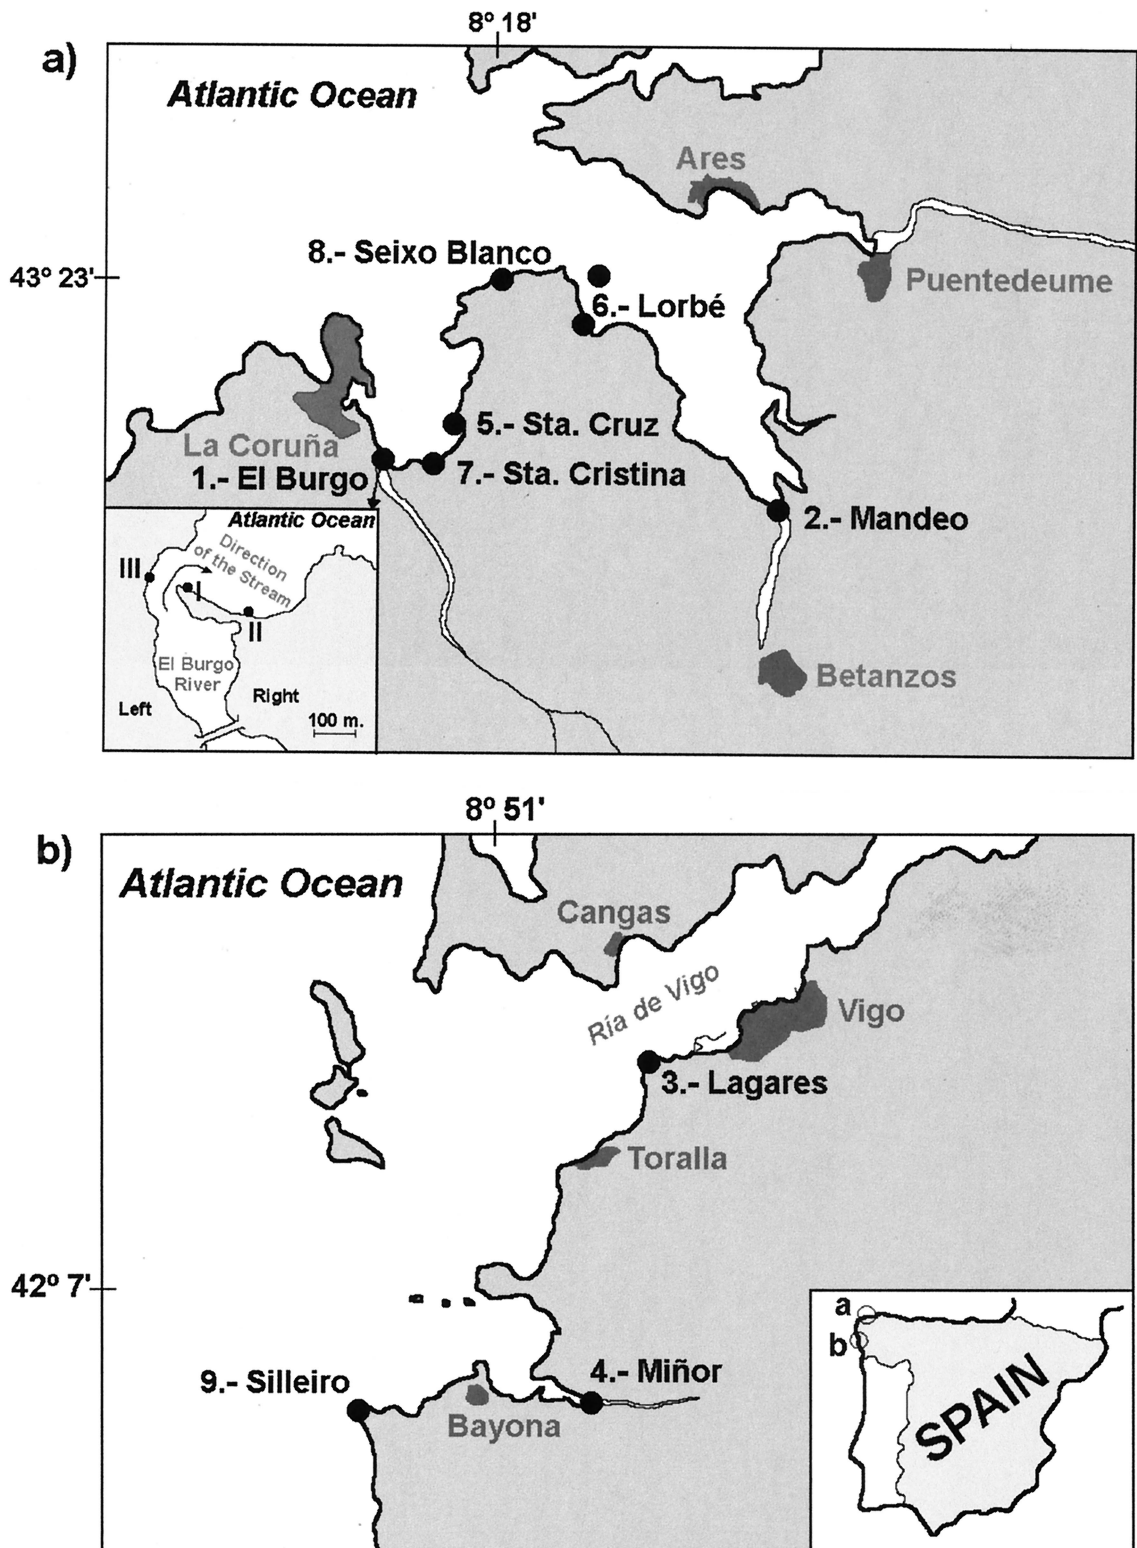 8º 18'
a)
Atlantic Ocean
Ares
8.- Seixo Blanco
43º 23'
Puentedeume
6.- Lorbé
5.- Sta. Cruz
La Coruña
1.- El Burgo
7.- Sta. Cristina
2.- Mandeo
Atlantic Ocean
Direction
of the Stream
III
I
II
El Burgo
River
Right
Left
100 m.
Betanzos
8º 51'
b)
Atlantic Ocean
Cangas
Ría de Vigo
Vigo
3.- Lagares
Toralla
42º 7'
a
b
SPAIN
9.- Silleiro
4.- Miñor
Bayona